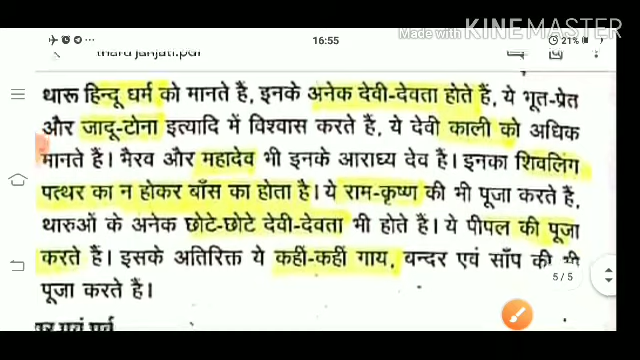 16:55
Made with KINEMASTER
21%
tharu janjati.pdf
थारू हिन्दू धर्म को मानते हैं, इनके अनेक देवी-देवता होते हैं, ये भूत-प्रेत
और जादू-टोना इत्यादि में विश्वास करते हैं, ये देवी काली को अधिक
मानते हैं। भैरव और महादेव भी इनके आराध्य देव हैं। इनका शिवलिंग
पत्थर का न होकर बाँस का होता है। ये राम-कृष्ण की भी पूजा करते हैं,
थारुओं के अनेक छोटे-छोटे देवी-देवता भी होते हैं। ये पीपल की पूजा
करते हैं। इसके अतिरिक्त ये कहीं-कहीं गाय, बन्दर एवं साँप की भी
5/5
पूजा करते हैं।
एवं पर्व